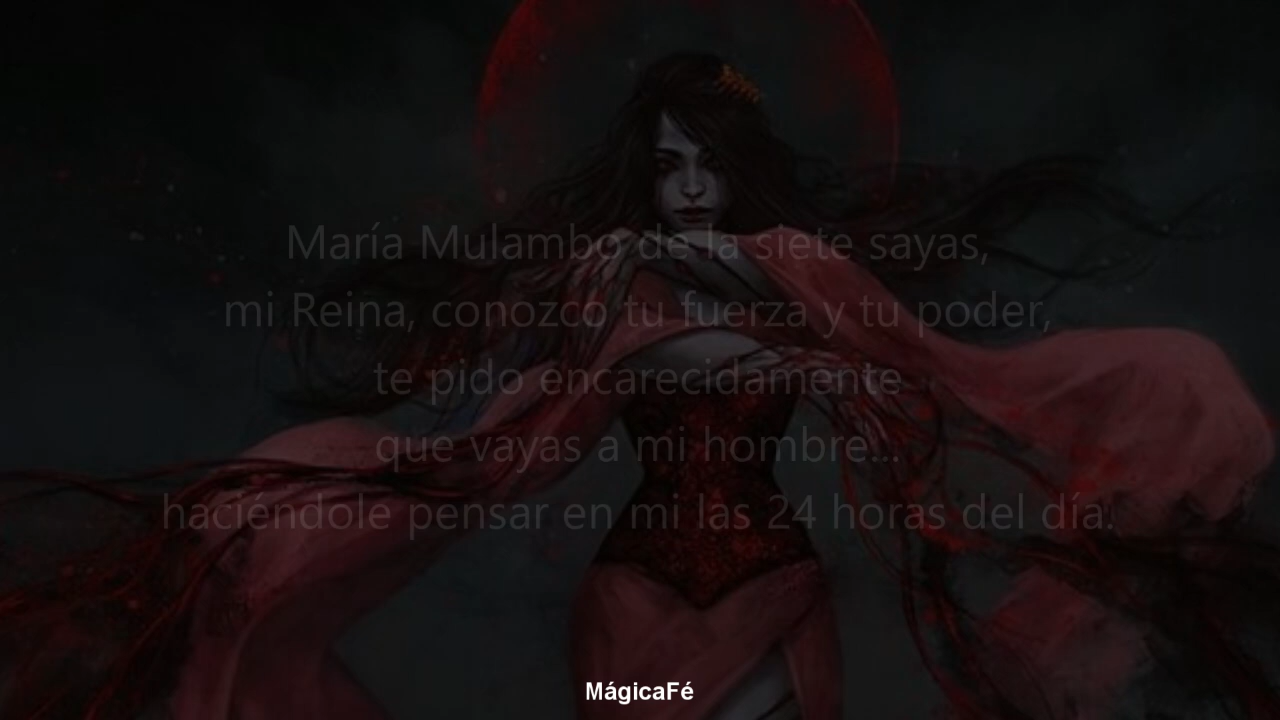 María Mulambo de la siete sayas,
mi Reina, conozco tu fuerza y tu poder,
te pido encarecidamente
que vayas a mi hombre...
haciéndole pensar en mi las 24 horas del día.
MágicaFé